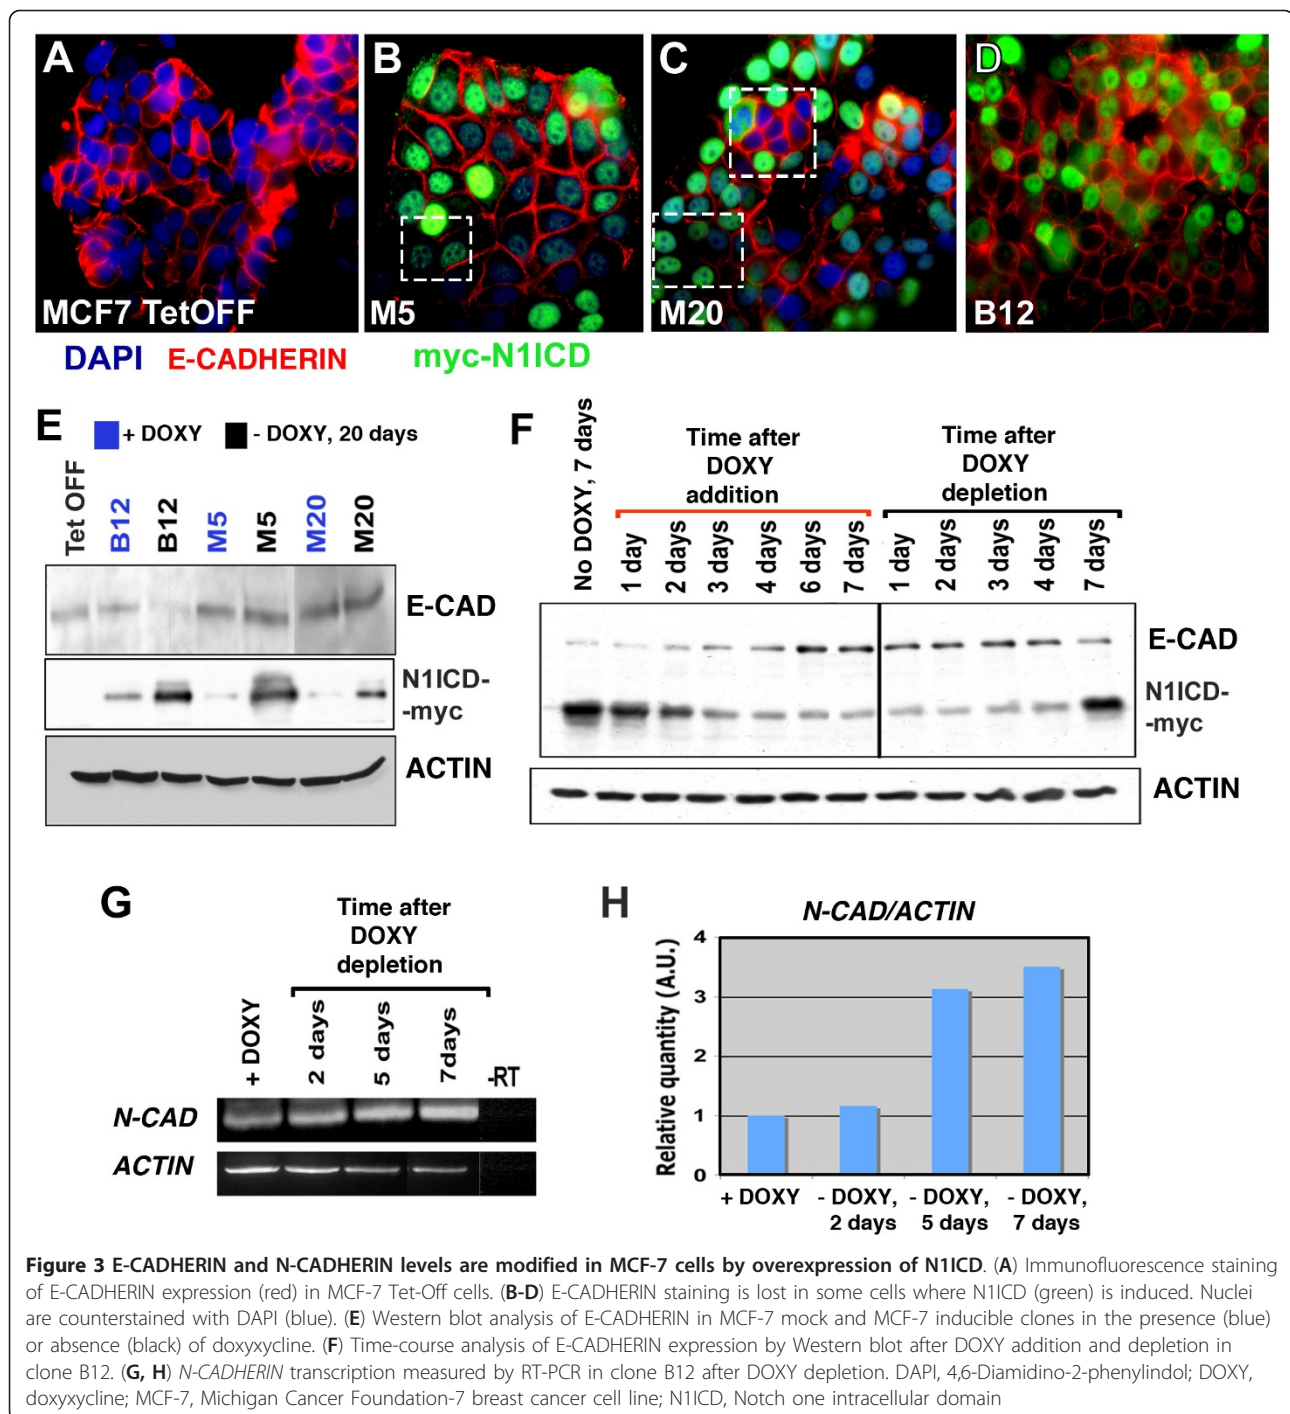 A
B
C
D
MCF7 TetOFF
M5
M20
B12
DAPI E-CADHERIN myc-N1ICD
E
+ DOXY - DOXY, 20 days
Tet OFF
B12
B12
M5
M5
M20
M20
E-CAD
N1ICD-
-myc
ACTIN
F
No DOXY, 7 days
Time after
DOXY
addition
1 day
2 days
3 days
4 days
6 days
7 days
Time after
DOXY
depletion
1 day
2 days
3 days
4 days
7 days
E-CAD
N1ICD-
-myc
ACTIN
G
Time after
DOXY
depletion
+ DOXY
2 days
5 days
7days
-RT
N-CAD
ACTIN
H
N-CAD/ACTIN
Relative quantity (A.U.)
4
3
2
1
0
+ DOXY
- DOXY,
2 days
- DOXY,
5 days
- DOXY,
7 days
Figure 3 E-CADHERIN and N-CADHERIN levels are modified in MCF-7 cells by overexpression of N1ICD. (A) Immunofluorescence staining
of E-CADHERIN expression (red) in MCF-7 Tet-Off cells. (B-D) E-CADHERIN staining is lost in some cells where N1ICD (green) is induced. Nuclei
are counterstained with DAPI (blue). (E) Western blot analysis of E-CADHERIN in MCF-7 mock and MCF-7 inducible clones in the presence (blue)
or absence (black) of doxyxycline. (F) Time-course analysis of E-CADHERIN expression by Western blot after DOXY addition and depletion in
clone B12. (G, H) N-CADHERIN transcription measured by RT-PCR in clone B12 after DOXY depletion. DAPI, 4,6-Diamidino-2-phenylindol; DOXY,
doxyxycline; MCF-7, Michigan Cancer Foundation-7 breast cancer cell line; N1ICD, Notch one intracellular domain